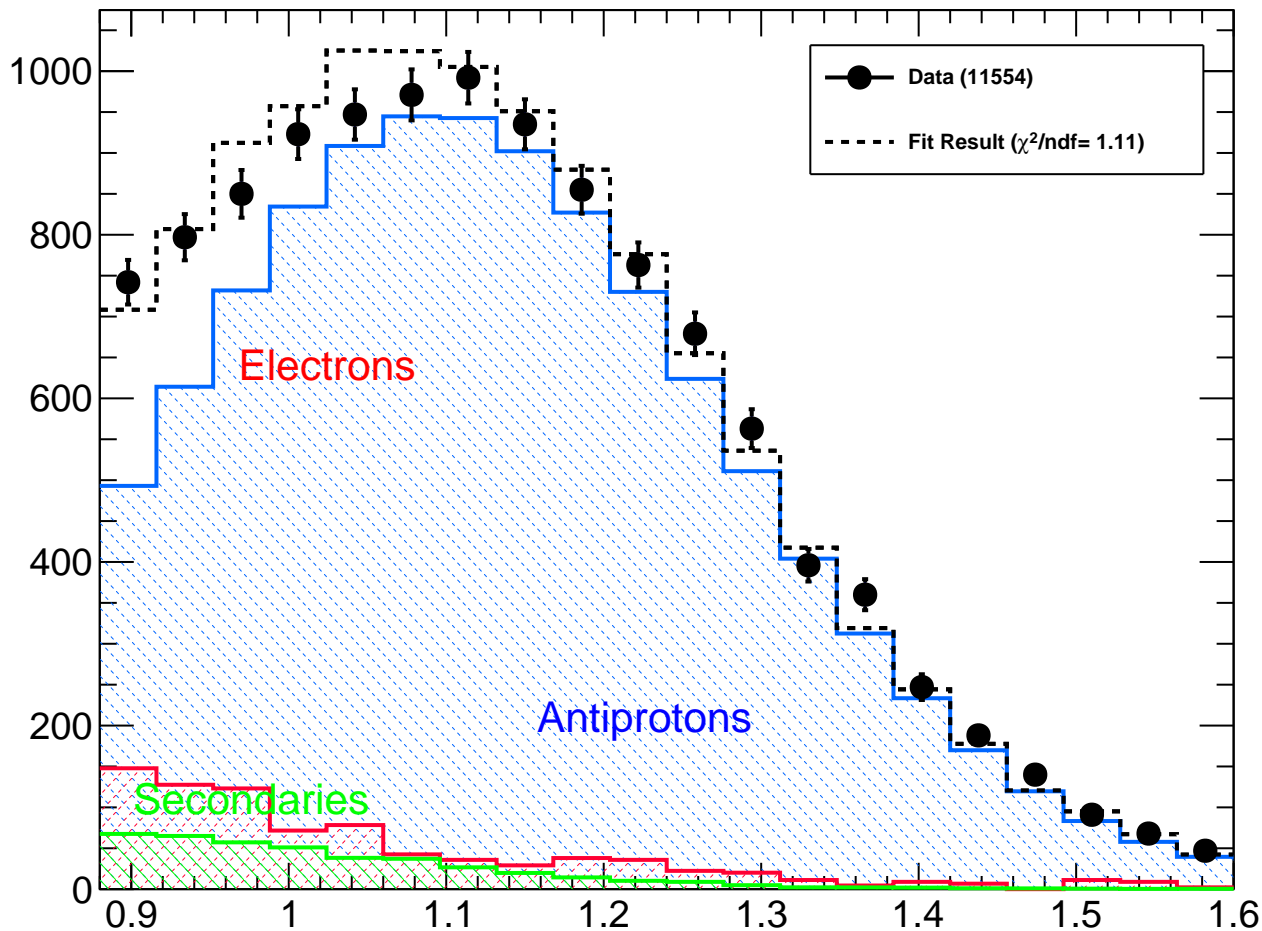 1000
800
600
400
200
0
Data (11554)
Fit Result (χ²/ndf= 1.11)
Electrons
Antiprotons
Secondaries
0.9 1 1.1 1.2 1.3 1.4 1.5 1.6